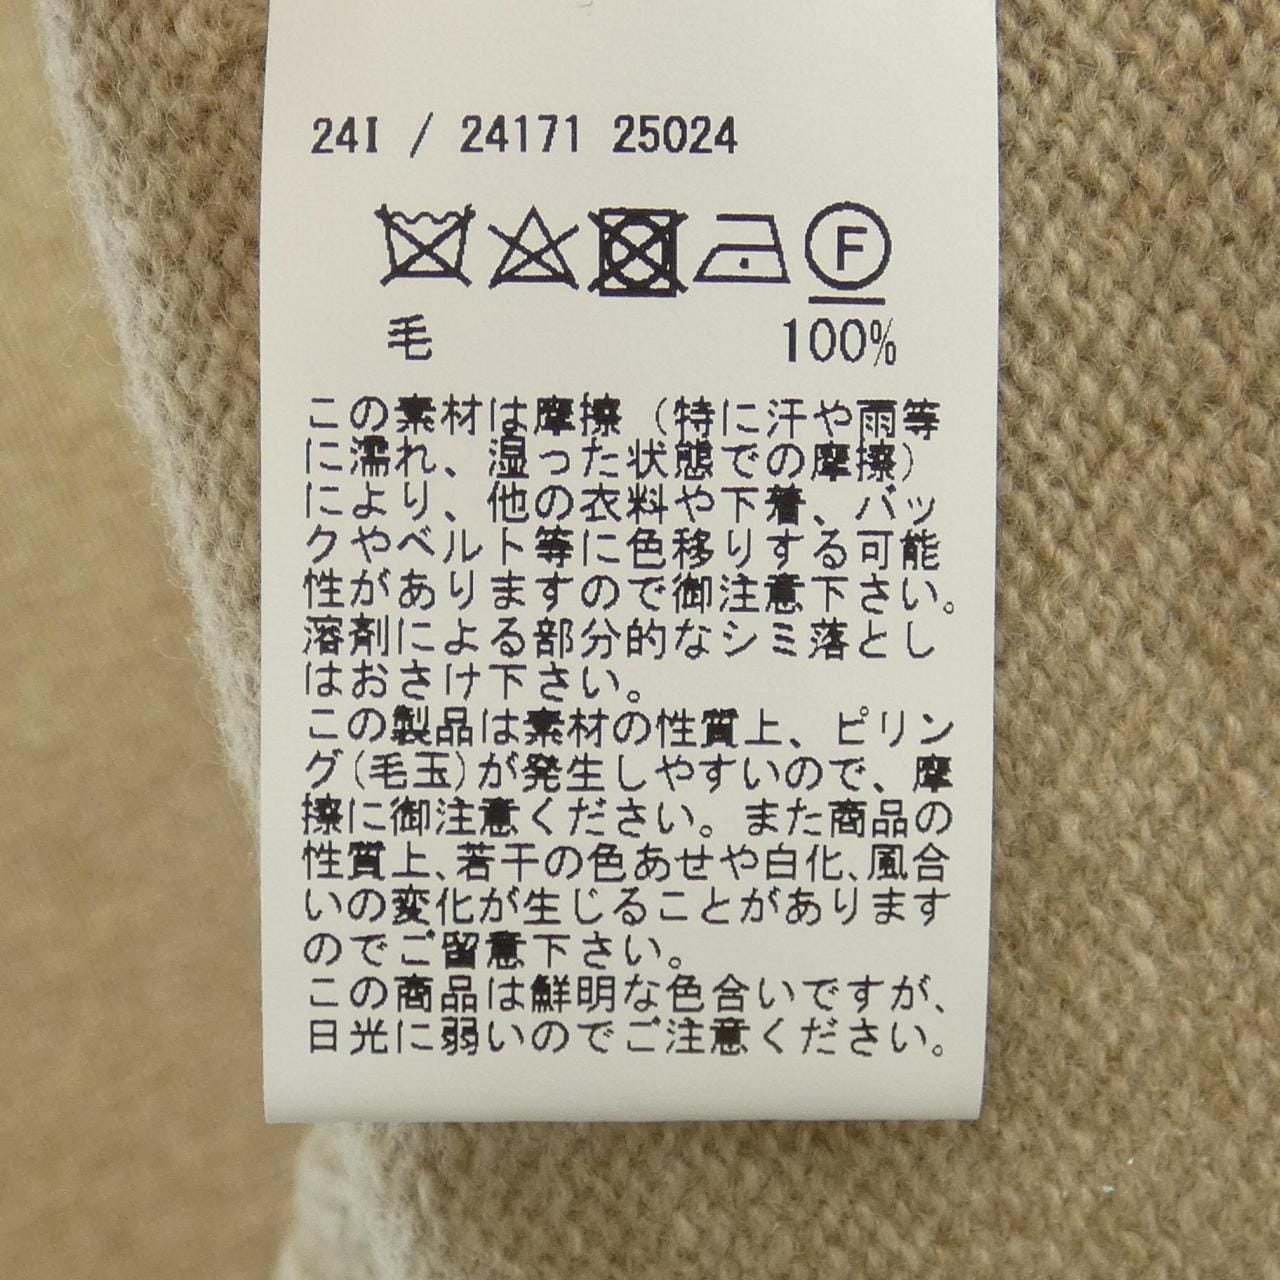 24I / 24171 25024
F
毛 100%
この素材は摩擦（特に汗や雨等
に濡れ、湿った状態での摩擦）
により、他の衣料や下着、バッ
クやベルト等に色移りする可能
性がありますので御注意下さい。
溶剤による部分的なシミ落とし
はおさけ下さい。
この製品は素材の性質上、ピリン
グ(毛玉)が発生しやすいので、摩
擦に御注意ください。また商品の
性質上、若干の色あせや白化、風合
いの変化が生じることがあります
のでご留意下さい。
この商品は鮮明な色合いですが、
日光に弱いのでご注意ください。